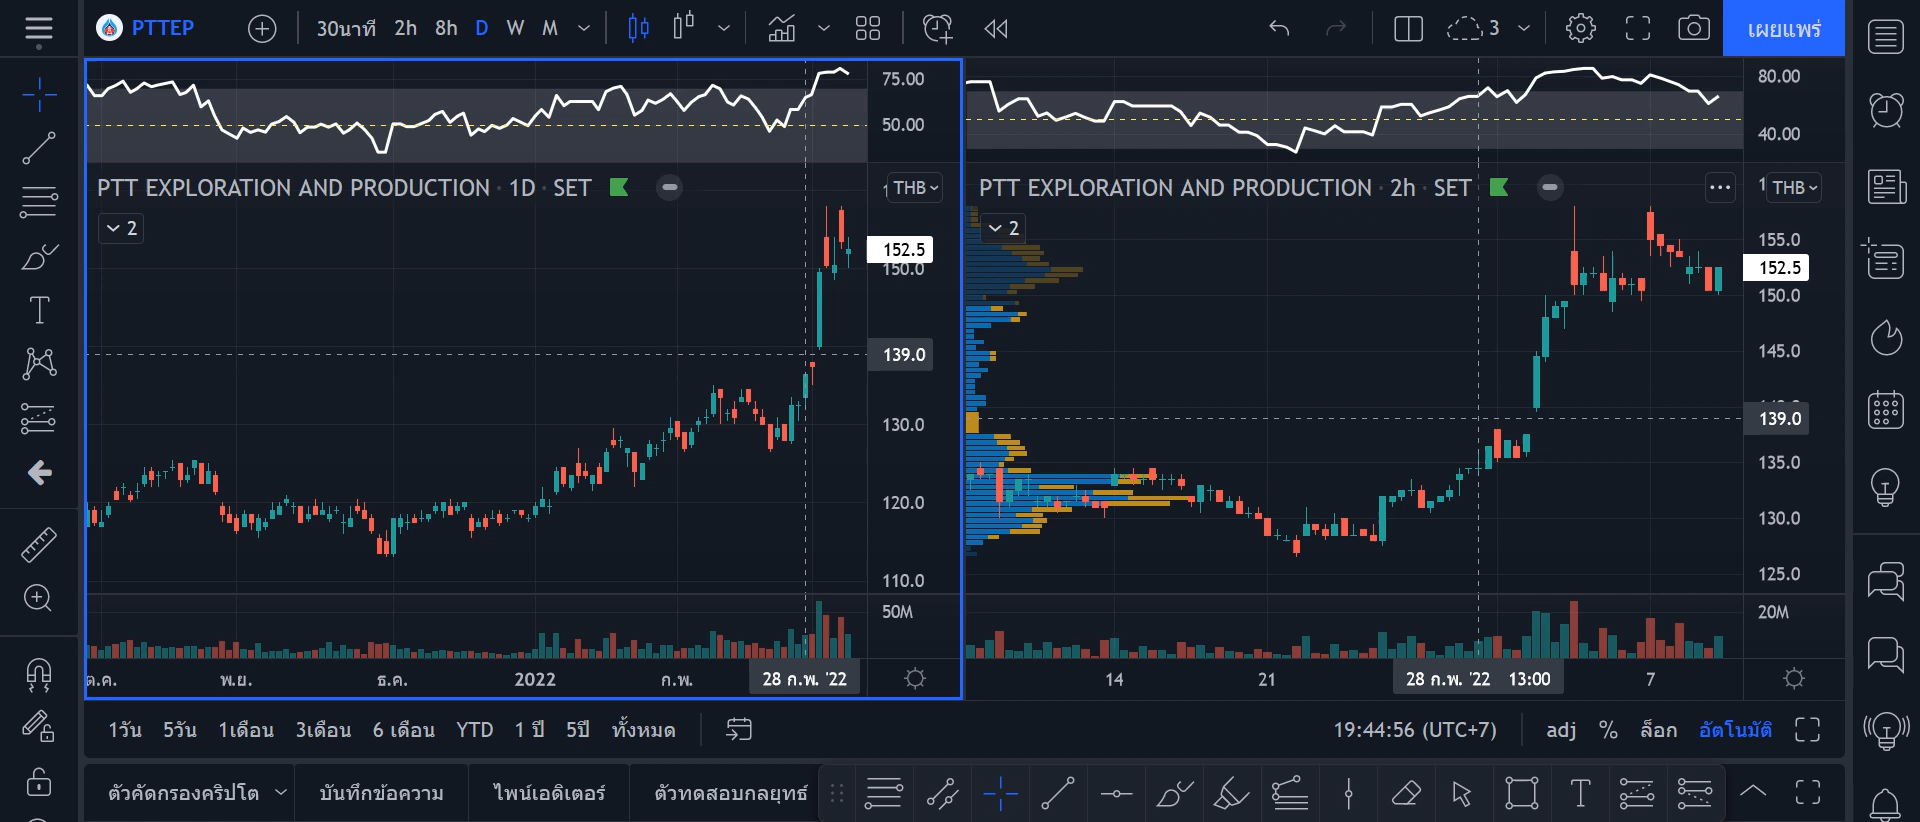 PTTEP 30นาที 2h 8h D W M 3 เผยแพร่
75.00
50.00
80.00
40.00
PTT EXPLORATION AND PRODUCTION · 1D · SET
THB
2
152.5
150.0
139.0
130.0
120.0
110.0
50M
ต.ค. พ.ย. ธ.ค. 2022 ก.พ. 28 ก.พ. '22
PTT EXPLORATION AND PRODUCTION · 2h · SET
THB
2
155.0
152.5
150.0
145.0
139.0
135.0
130.0
125.0
20M
14 21 28 ก.พ. '22 13:00 7
1วัน 5วัน 1เดือน 3เดือน 6 เดือน YTD 1 ปี 5ปี ทั้งหมด 19:44:56 (UTC+7) adj % ล็อก อัตโนมัติ
ตัวคัดกรองคริปโต บันทึกข้อความ ไพน์เอดิเตอร์ ตัวทดสอบกลยุทธ์